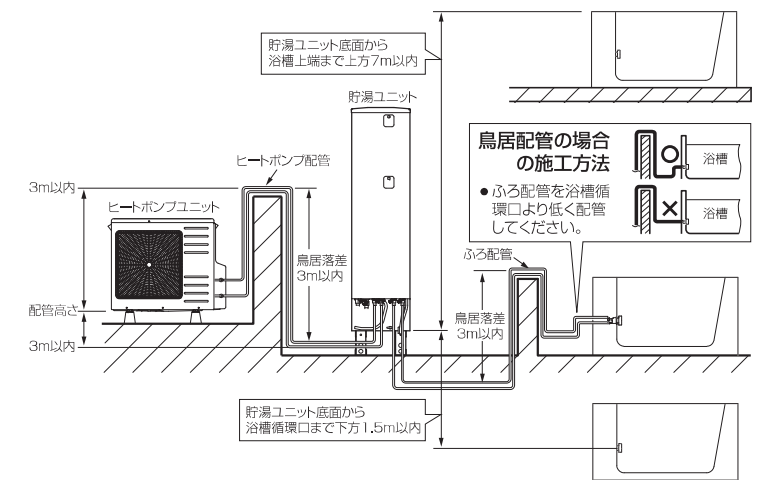 貯湯ユニット底面から
浴槽上端まで上方7m以内
貯湯ユニット
ヒートポンプ配管
3m以内
ヒートポンプユニット
鳥居落差
3m以内
配管高さ
3m以内
鳥居配管の場合
の施工方法
● ふろ配管を浴槽循
環口より低く配管
してください。
浴槽
浴槽
ふろ配管
鳥居落差
3m以内
貯湯ユニット底面から
浴槽循環口まで下方1.5m以内